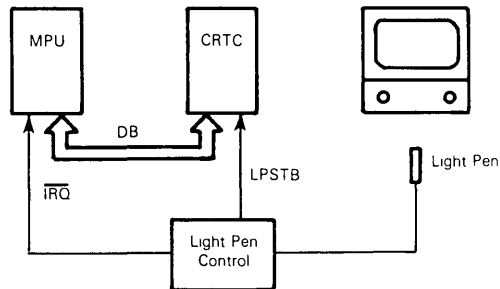 MPU
CRTC
DB
Light Pen
IRQ
LPSTB
Light Pen
Control